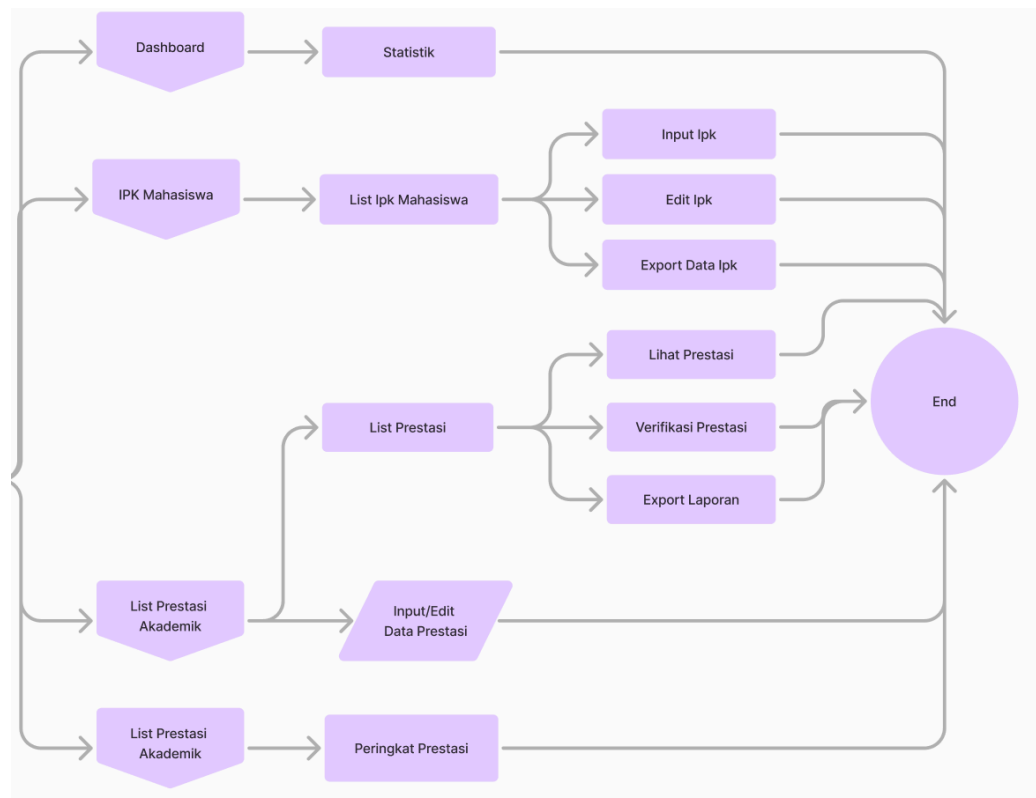 Dashboard
Statistik
Input Ipk
IPK Mahasiswa
List Ipk Mahasiswa
Edit Ipk
Export Data Ipk
Lihat Prestasi
End
List Prestasi
Verifikasi Prestasi
Export Laporan
List Prestasi
Akademik
Input/Edit
Data Prestasi
List Prestasi
Akademik
Peringkat Prestasi